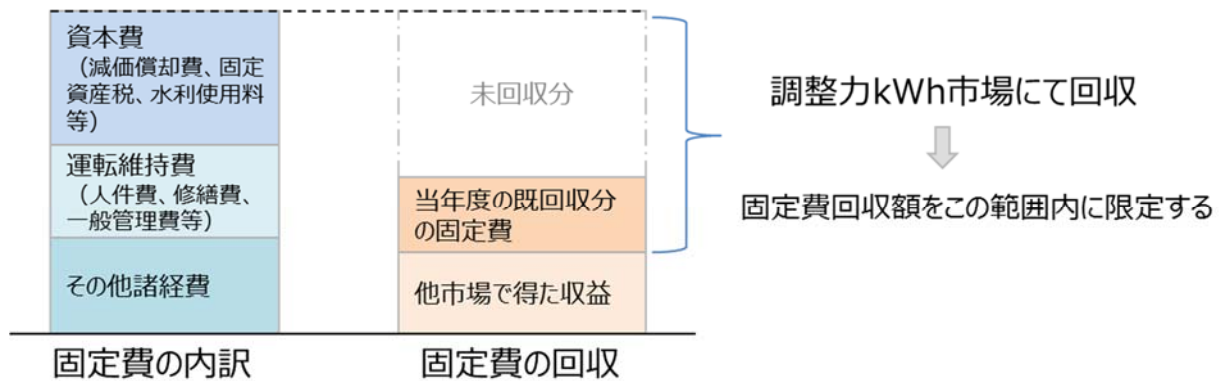 資本費
（減価償却費、固定
資産税、水利使用料
等）
運転維持費
（人件費、修繕費、
一般管理費等）
その他諸経費
固定費の内訳
未回収分
当年度の既回収分
の固定費
他市場で得た収益
固定費の回収
調整力kWh市場にて回収
固定費回収額をこの範囲内に限定する